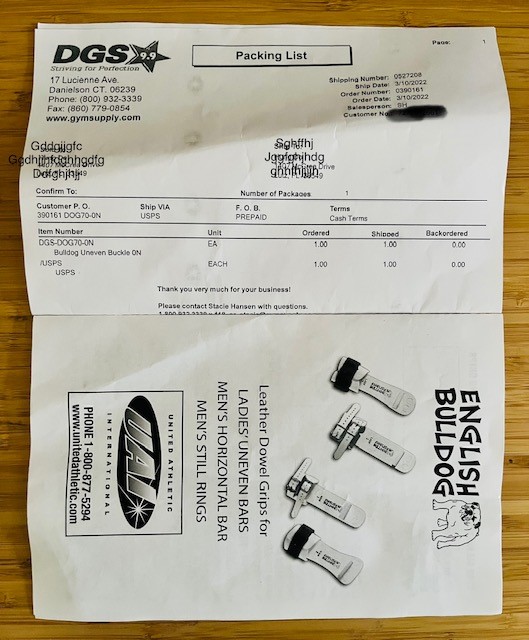 DGS 9.9
Striving for Perfection
Packing List
Page: 1
17 Lucienne Ave.
Danielson CT. 06239
Phone: (800) 932-3339
Fax: (860) 779-0854
www.gymsupply.com
Shipping Number: 0527208
Ship Date: 3/10/2022
Order Number: 0390161
Order Date: 3/10/2022
Salesperson: SH
Customer No
Gddgjjgfc
Sghffhj
Drive
Confirm To:
Number of Packages 1
Customer P. O. Ship VIA F. O. B. Terms
390161 DOG70-0N USPS PREPAID Cash Terms
Item Number Unit Ordered Shipped Backordered
DGS-DOG70-0N EA 1.00 1.00 0.00
Bulldog Uneven Buckle 0N
/USPS EACH 1.00 1.00 0.00
USPS
Thank you very much for your business!
Please contact Stacie Hansen with questions.
ENGLISH
BULLDOG
Leather Dowel Grips for
LADIES' UNEVEN BARS
MEN'S HORIZONTAL BAR
MEN'S STILL RINGS
UNITED ATHLETIC
UAI
INTERNATIONAL
PHONE 1-800-877-5294
www.unitedathletic.com